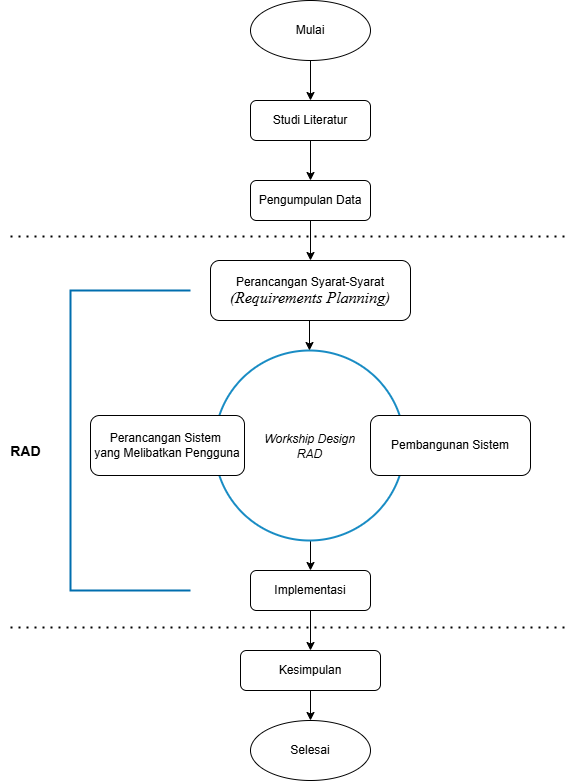 Mulai
Studi Literatur
Pengumpulan Data
Perancangan Syarat-Syarat
(Requirements Planning)
RAD
Perancangan Sistem
yang Melibatkan Pengguna
Workship Design
RAD
Pembangunan Sistem
Implementasi
Kesimpulan
Selesai